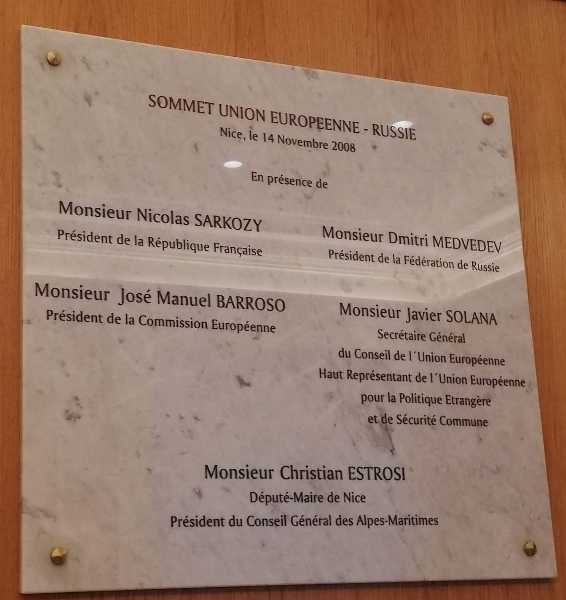 SOMMET UNION EUROPEENNE - RUSSIE
Nice, le 14 Novembre 2008
En présence de
Monsieur Nicolas SARKOZY
Président de la République Française
Monsieur Dmitri MEDVEDEV
Président de la Fédération de Russie
Monsieur José Manuel BARROSO
Président de la Commission Européenne
Monsieur Javier SOLANA
Secrétaire Général
du Conseil de l´Union Européenne
Haut Représentant de l´Union Européenne
pour la Politique Etrangère
et de Sécurité Commune
Monsieur Christian ESTROSI
Député-Maire de Nice
Président du Conseil Général des Alpes-Maritimes